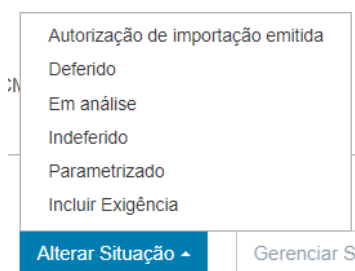 Autorização de importação emitida
Deferido
Em análise
Indeferido
Parametrizado
Incluir Exigência
Alterar Situação
Gerenciar S